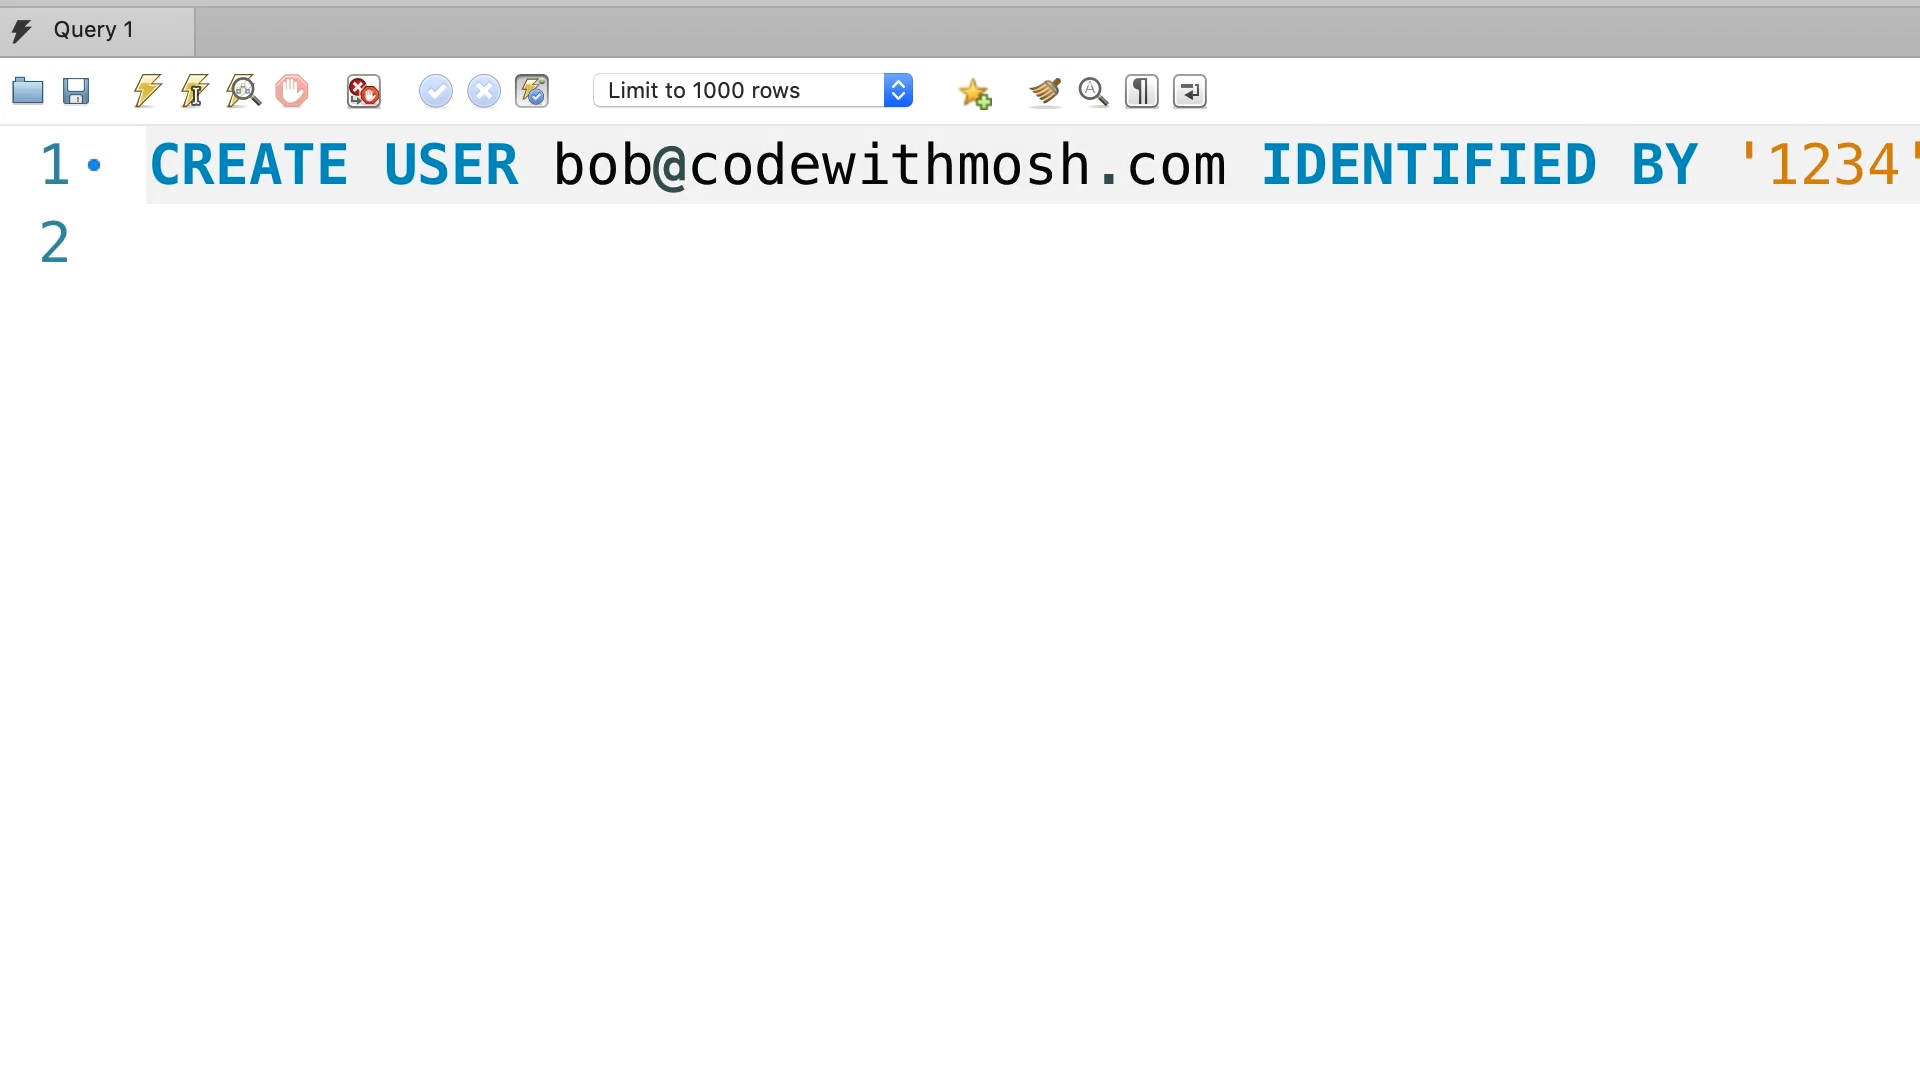 Query 1
Limit to 1000 rows
1 CREATE USER bob@codewithmosh.com IDENTIFIED BY '1234'
2